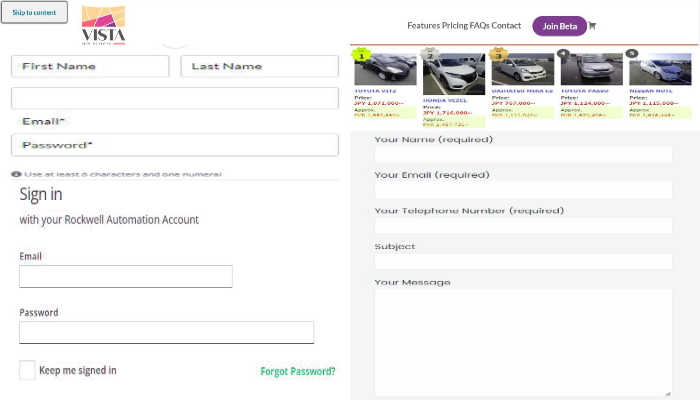 Skip to content
VISTA
First Name
Last Name
Email*
Password*
Use at least 6 characters and one numeral
Sign in
with your Rockwell Automation Account
Email
Password
Keep me signed in
Forgot Password?
Features Pricing FAQs Contact
Join Beta
1
2
3
4
5
TOYOTA VITZ
Price:
JPY 1,071,000~
Approx.
HONDA VEZEL
Price:
JPY 1,716,000~
Approx.
DAIHATSU MIRA ES
Price:
JPY 767,000~
Approx.
TOYOTA PASSO
Price:
JPY 1,124,000~
Approx.
NISSAN NOTE
Price:
JPY 1,115,000~
Approx.
Your Name (required)
Your Email (required)
Your Telephone Number (required)
Subject
Your Message